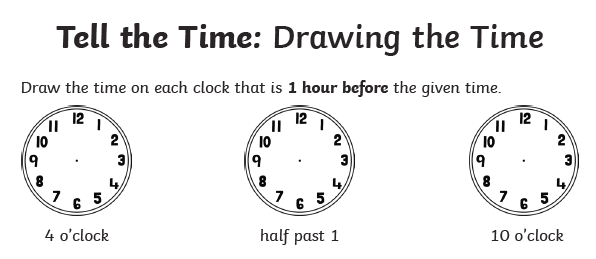 Tell the Time: Drawing the Time
Draw the time on each clock that is 1 hour before the given time.
12 1 2 3 4 5 6 7 8 9 10 11
12 1 2 3 4 5 6 7 8 9 10 11
12 1 2 3 4 5 6 7 8 9 10 11
4 o'clock
half past 1
10 o'clock